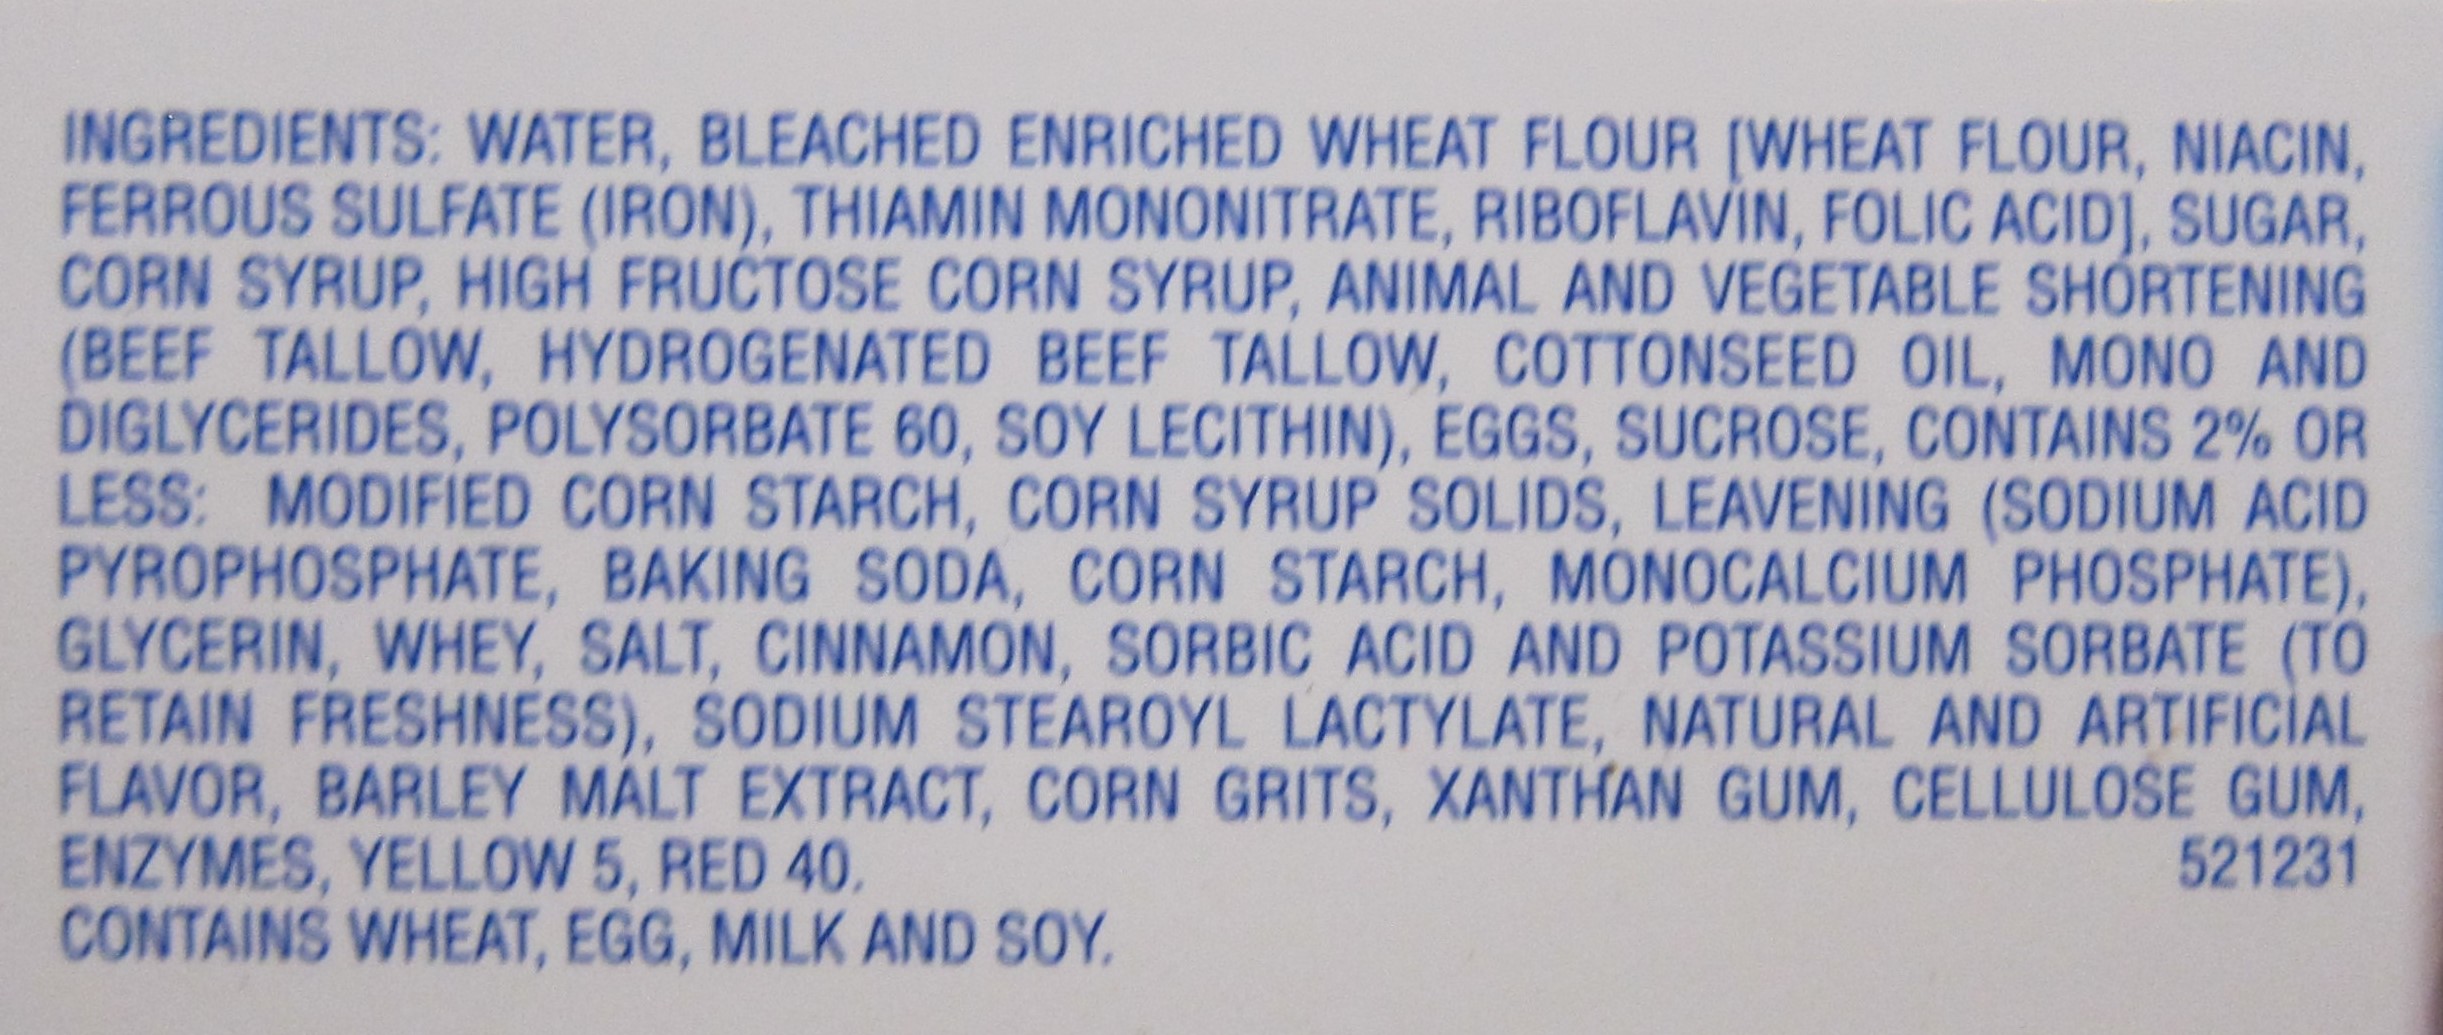 INGREDIENTS: WATER, BLEACHED ENRICHED WHEAT FLOUR [WHEAT FLOUR, NIACIN,
FERROUS SULFATE (IRON), THIAMIN MONONITRATE, RIBOFLAVIN, FOLIC ACID], SUGAR,
CORN SYRUP, HIGH FRUCTOSE CORN SYRUP, ANIMAL AND VEGETABLE SHORTENING
(BEEF TALLOW, HYDROGENATED BEEF TALLOW, COTTONSEED OIL, MONO AND
DIGLYCERIDES, POLYSORBATE 60, SOY LECITHIN), EGGS, SUCROSE, CONTAINS 2% OR
LESS: MODIFIED CORN STARCH, CORN SYRUP SOLIDS, LEAVENING (SODIUM ACID
PYROPHOSPHATE, BAKING SODA, CORN STARCH, MONOCALCIUM PHOSPHATE),
GLYCERIN, WHEY, SALT, CINNAMON, SORBIC ACID AND POTASSIUM SORBATE (TO
RETAIN FRESHNESS), SODIUM STEAROYL LACTYLATE, NATURAL AND ARTIFICIAL
FLAVOR, BARLEY MALT EXTRACT, CORN GRITS, XANTHAN GUM, CELLULOSE GUM,
ENZYMES, YELLOW 5, RED 40. 521231
CONTAINS WHEAT, EGG, MILK AND SOY.